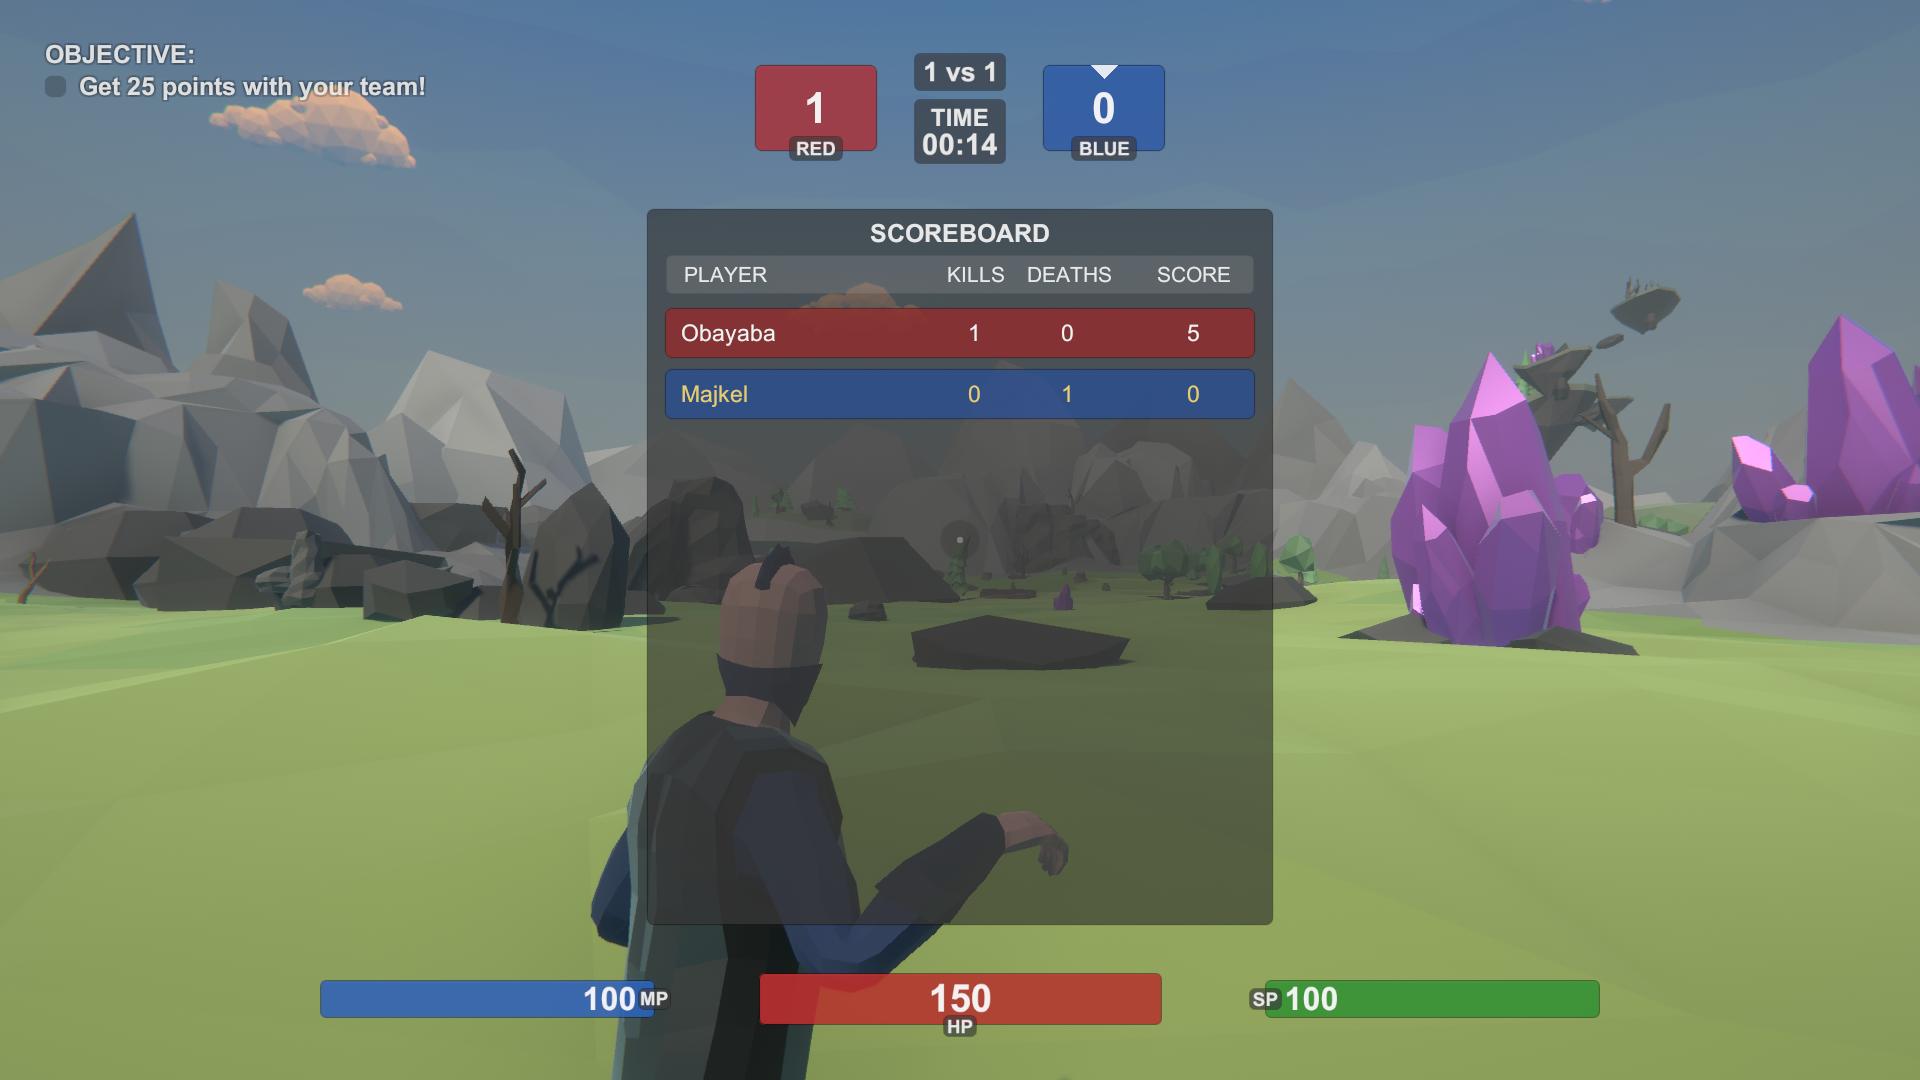 OBJECTIVE:
Get 25 points with your team!
1
RED
1 vs 1
TIME
00:14
0
BLUE
SCOREBOARD
PLAYER KILLS DEATHS SCORE
Obayaba 1 0 5
Majkel 0 1 0
100 MP
150
HP
SP 100